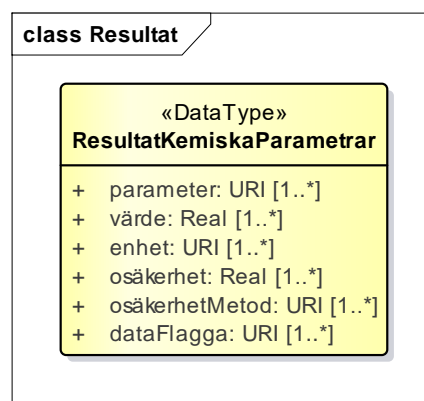 class Resultat
«DataType»
ResultatKemiskaParametrar
+ parameter: URI [1..*]
+ värde: Real [1..*]
+ enhet: URI [1..*]
+ osäkerhet: Real [1..*]
+ osäkerhetMetod: URI [1..*]
+ dataFlagga: URI [1..*]